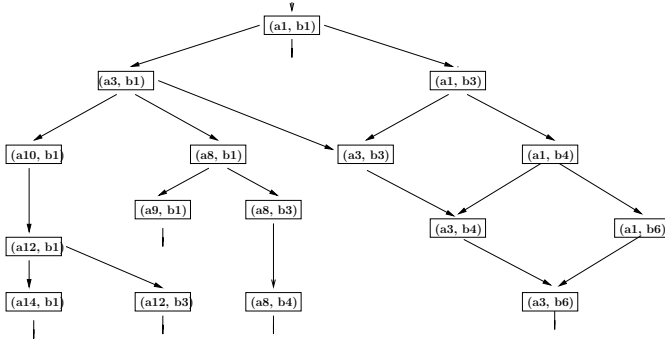 (a1, b1)
(a3, b1)
(a1, b3)
(a10, b1)
(a8, b1)
(a3, b3)
(a1, b4)
(a9, b1)
(a8, b3)
(a3, b4)
(a1, b6)
(a12, b1)
(a14, b1)
(a12, b3)
(a8, b4)
(a3, b6)